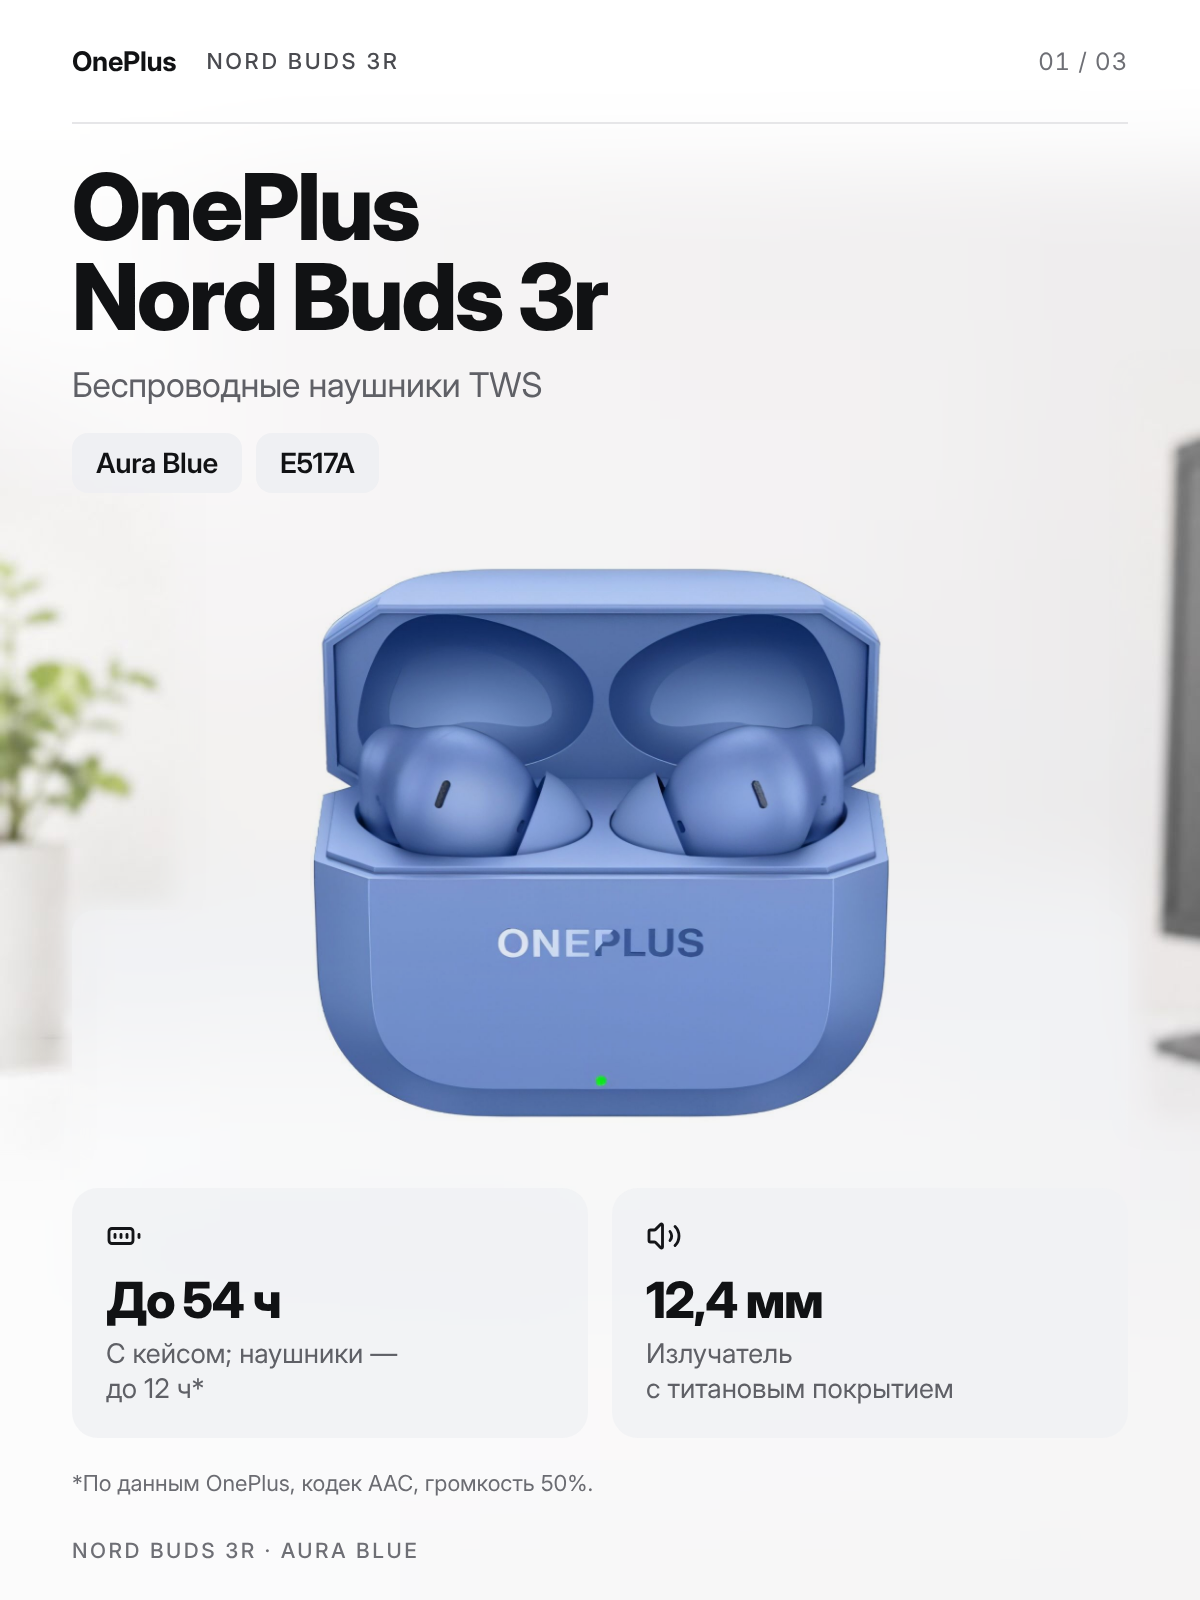 OnePlus NORD BUDS 3R 01 / 03
OnePlus
Nord Buds 3r
Беспроводные наушники TWS
Aura Blue E517A
ONEPLUS
До 54 ч
С кейсом; наушники —
до 12 ч*
12,4 мм
Излучатель
с титановым покрытием
*По данным OnePlus, кодек AAC, громкость 50%.
NORD BUDS 3R · AURA BLUE